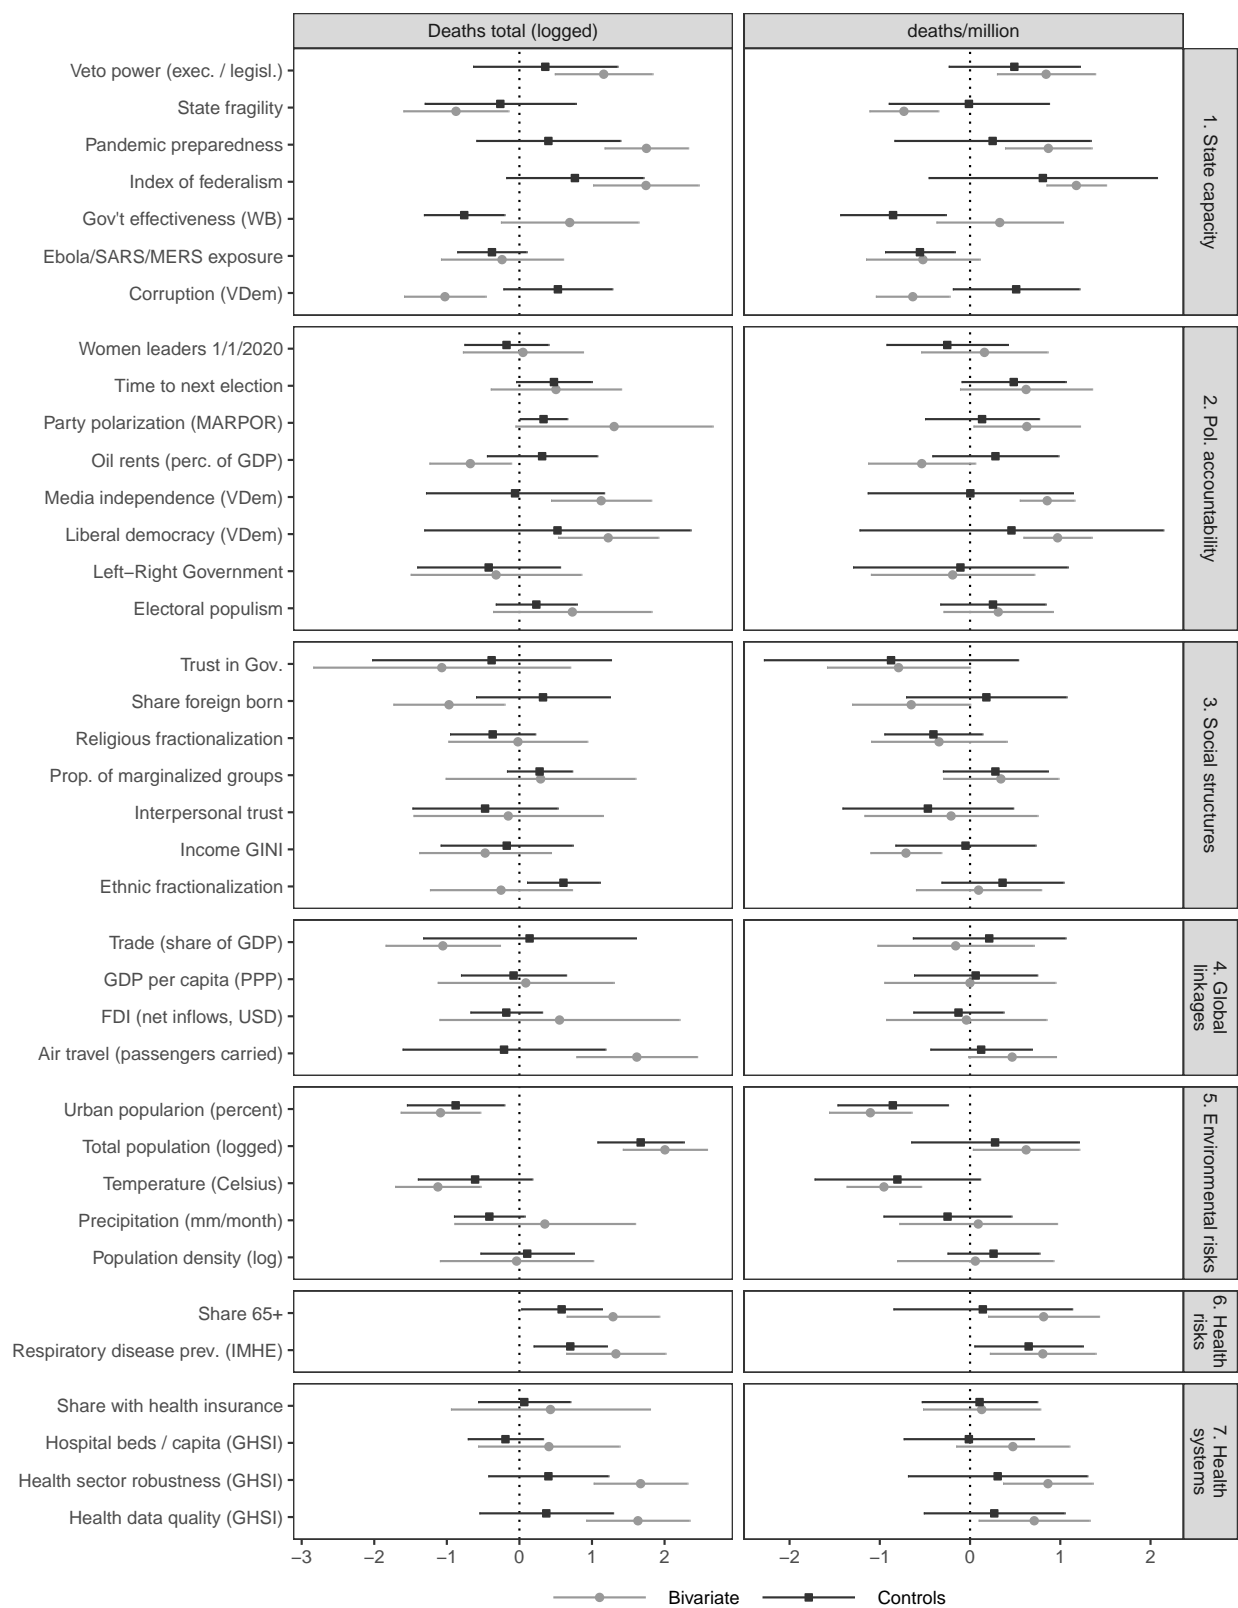 Deaths total (logged)
deaths/million
Veto power (exec. / legisl.)
State fragility
Pandemic preparedness
Index of federalism
Gov't effectiveness (WB)
Ebola/SARS/MERS exposure
Corruption (VDem)
1. State capacity
Women leaders 1/1/2020
Time to next election
Party polarization (MARPOR)
Oil rents (perc. of GDP)
Media independence (VDem)
Liberal democracy (VDem)
Left−Right Government
Electoral populism
2. Pol. accountability
Trust in Gov.
Share foreign born
Religious fractionalization
Prop. of marginalized groups
Interpersonal trust
Income GINI
Ethnic fractionalization
3. Social structures
Trade (share of GDP)
GDP per capita (PPP)
FDI (net inflows, USD)
Air travel (passengers carried)
4. Global
linkages
Urban popularion (percent)
Total population (logged)
Temperature (Celsius)
Precipitation (mm/month)
Population density (log)
5. Environmental risks
Share 65+
Respiratory disease prev. (IMHE)
6. Health
risks
Share with health insurance
Hospital beds / capita (GHSI)
Health sector robustness (GHSI)
Health data quality (GHSI)
7. Health
systems
−3 −2 −1 0 1 2
−2 −1 0 1 2
Bivariate Controls